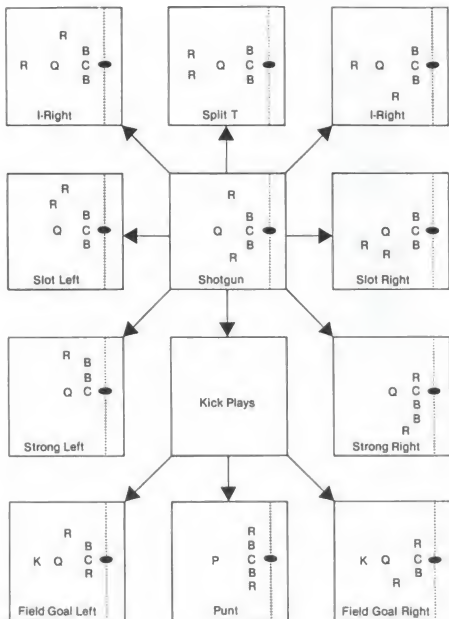 R
B
R Q C
B
I-Right
R B
Q C
R B
Split T
B
R Q C
B
R
I-Right
R
R
B
Q C
B
Slot Left
R
B
Q C
B
R
Shotgun
B
Q C
R R B
Slot Right
R B
B
Q C
Strong Left
Kick Plays
R
Q C
B
B
R
Strong Right
R
B
K Q C
R
Field Goal Left
R
B
P C
B
R
Punt
R
K Q C
B
R
Field Goal Right